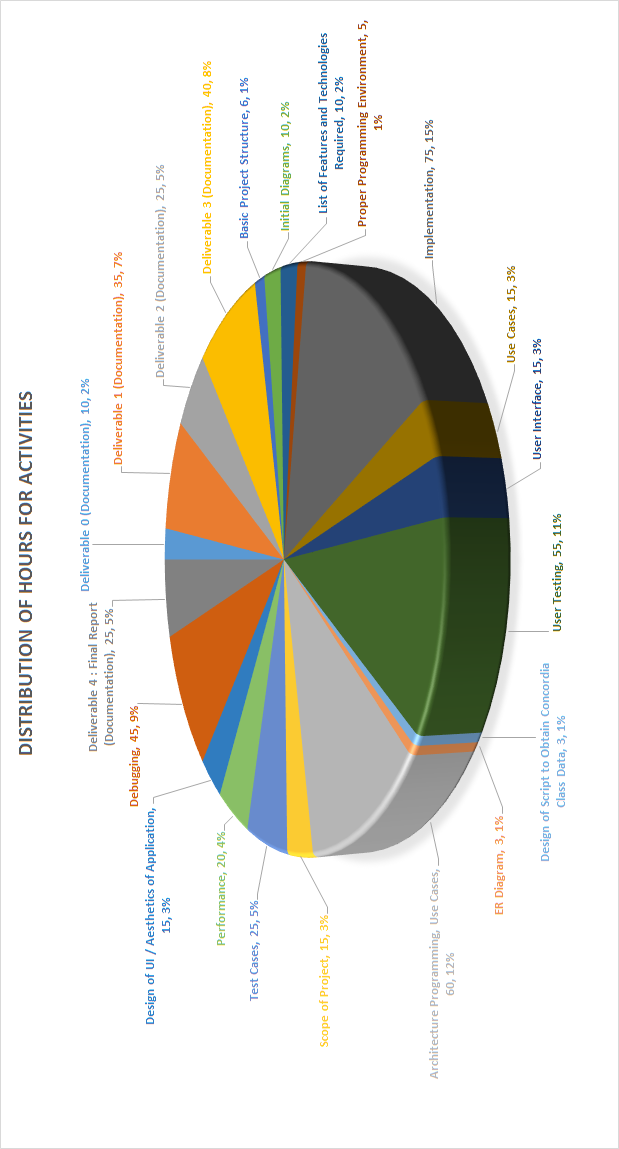 DISTRIBUTION OF HOURS FOR ACTIVITIES
Deliverable 0 (Documentation), 10, 2%
Deliverable 1 (Documentation), 35, 7%
Deliverable 2 (Documentation), 25, 5%
Deliverable 3 (Documentation), 40, 8%
Basic Project Structure, 6, 1%
Initial Diagrams, 10, 2%
List of Features and Technologies
Required, 10, 2%
Proper Programming Environment, 5,
1%
Implementation, 75, 15%
Use Cases, 15, 3%
User Interface, 15, 3%
User Testing, 55, 11%
Design of Script to Obtain Concordia
Class Data, 3, 1%
ER Diagram, 3, 1%
Architecture Programming, Use Cases,
60, 12%
Scope of Project, 15, 3%
Test Cases, 25, 5%
Performance, 20, 4%
Design of UI / Aesthetics of Application,
15, 3%
Debugging, 45, 9%
Deliverable 4 : Final Report
(Documentation), 25, 5%